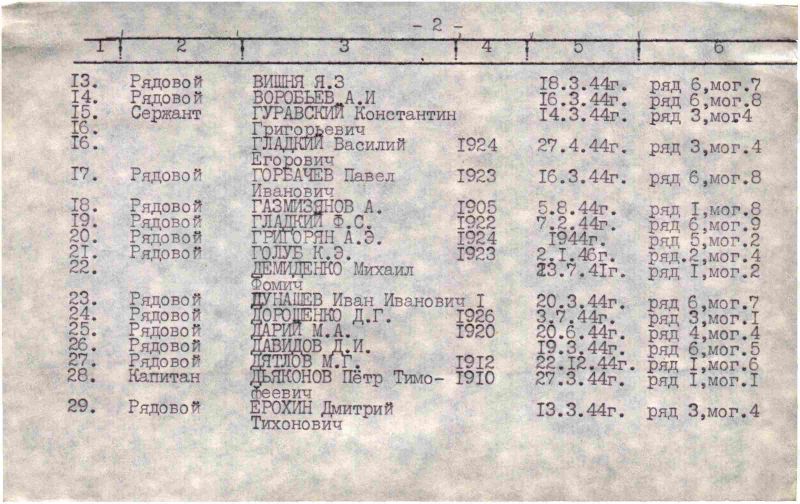 - 2 -
1 2 3 4 5 6
13. Рядовой ВИШНЯ Я.З 18.3.44г. ряд 6,мог.7
14. Рядовой ВОРОБЬЕВ А.И 16.3.44г. ряд 6,мог.8
15. Сержант ГУРАВСКИЙ Константин 14.3.44г. ряд 3,мог4
16. Григорьевич
16. ГЛАДКИЙ Василий 1924 27.4.44г. ряд 3,мог.4
Егорович
17. Рядовой ГОРБАЧЕВ Павел 1923 16.3.44г. ряд 6,мог.8
Иванович
18. Рядовой ГАЗМИЗЯНОВ А. 1905 5.8.44г. ряд 1,мог.8
19. Рядовой ГЛАДКИЙ Ф.С. 1922 7.2.44г. ряд 6,мог.9
20. Рядовой ГРИГОРЯН А.Э. 1924 1944г. ряд 5,мог.2
21. Рядовой ГОЛУБ К.Э. 1923 2.1.46г. ряд.2,мог.4
22. ДЕМИДЕНКО Михаил 23.7.41г. ряд 1,мог.2
Фомич
23. Рядовой ДУНАШЕВ Иван Иванович 1 20.3.44г. ряд 6,мог.7
24. Рядовой ДОРОШЕНКО Д.Г. 1926 3.7.44г. ряд 3,мог.1
25. Рядовой ДАРИЙ М.А. 1920 20.6.44г. ряд 4,мог.4
26. Рядовой ДАВИДОВ Д.И. 19.3.44г. ряд 6,мог.5
27. Рядовой ДЯТЛОВ М.Г. 1912 22.12.44г. ряд 1,мог.6
28. Капитан ДЬЯКОНОВ Пётр Тимо- 1910 27.3.44г. ряд 1,мог.1
феевич
29. Рядовой ЕРОХИН Дмитрий 13.3.44г. ряд 3,мог.4
Тихонович